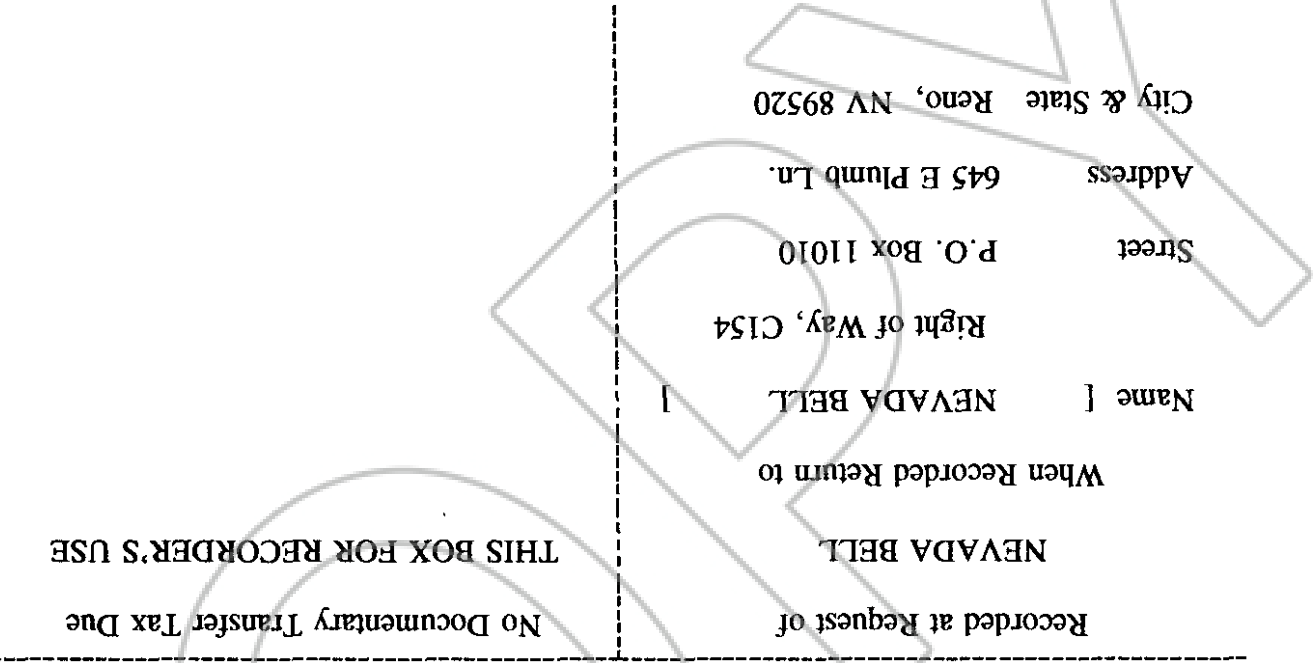 Recorded at Request of
NEVADA BELL
When Recorded Return to
Name [ NEVADA BELL ]
Right of Way, C154
Street P.O. Box 11010
Address 645 E Plumb Ln.
City & State Reno, NV 89520
No Documentary Transfer Tax Due
THIS BOX FOR RECORDER'S USE
COPY